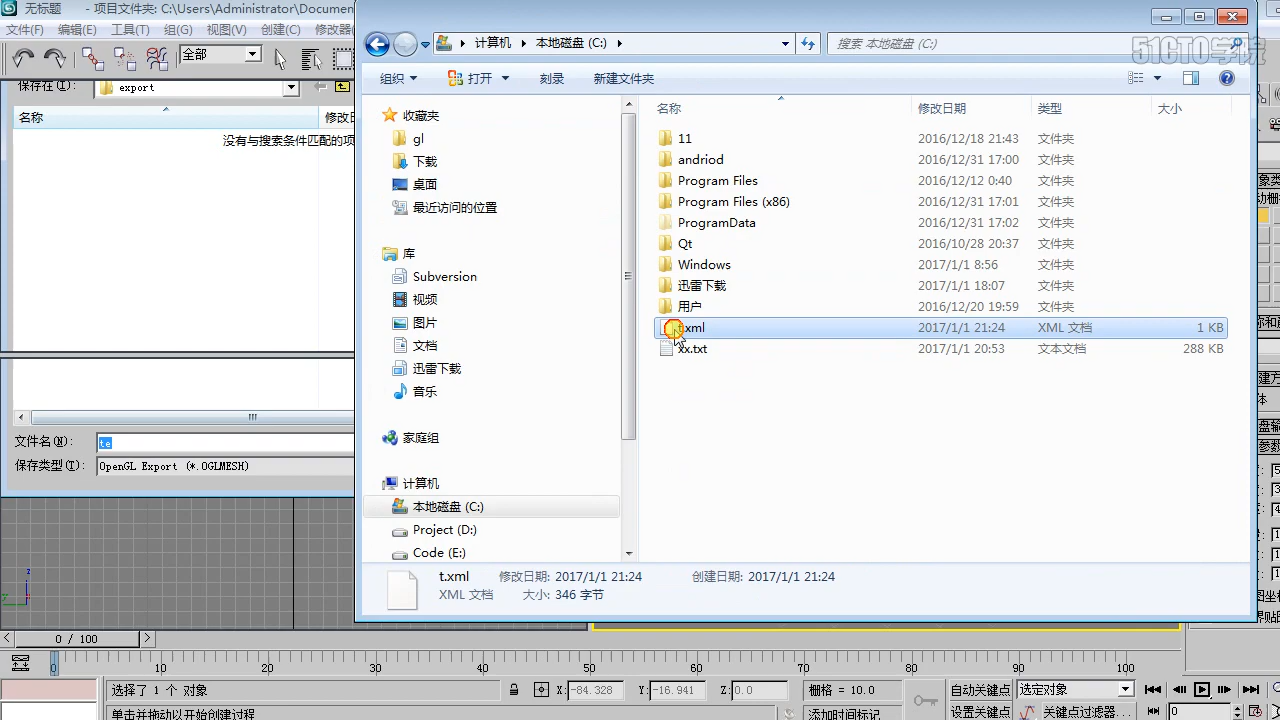 无标题 - 项目文件夹: C:\Users\Administrator\Documen
文件(F) 编辑(E) 工具(T) 组(G) 视图(V) 创建(C) 修改器
全部
保存在(I): export
名称 修改日
没有与搜索条件匹配的项
文件名(N): te
保存类型(T): OpenGL Export (*.OGLMESH)
计算机 本地磁盘 (C:)
搜索 本地磁盘 (C:)
51CTO学院
组织 打开 刻录 新建文件夹
收藏夹
gl
下载
桌面
最近访问的位置
库
Subversion
视频
图片
文档
迅雷下载
音乐
家庭组
计算机
本地磁盘 (C:)
Project (D:)
Code (E:)
名称 修改日期 类型 大小
11 2016/12/18 21:43 文件夹
andriod 2016/12/31 17:00 文件夹
Program Files 2016/12/12 0:40 文件夹
Program Files (x86) 2016/12/31 17:01 文件夹
ProgramData 2016/12/31 17:02 文件夹
Qt 2016/10/28 20:37 文件夹
Windows 2017/1/1 8:56 文件夹
迅雷下载 2017/1/1 18:07 文件夹
用户 2016/12/20 19:59 文件夹
t.xml 2017/1/1 21:24 XML 文档 1 KB
xx.txt 2017/1/1 20:53 文本文档 288 KB
t.xml 修改日期: 2017/1/1 21:24 创建日期: 2017/1/1 21:24
XML 文档 大小: 346 字节
0 / 100
0 10 20 30 40 50 60 70 80 90 100
选择了 1 个 对象 X: -84.328 Y: -16.941 Z: 0.0 栅格 = 10.0 自动关键点 选定对象
单击并拖动以开始创建过程 添加时间标记 设置关键点 关键点过滤器... 0